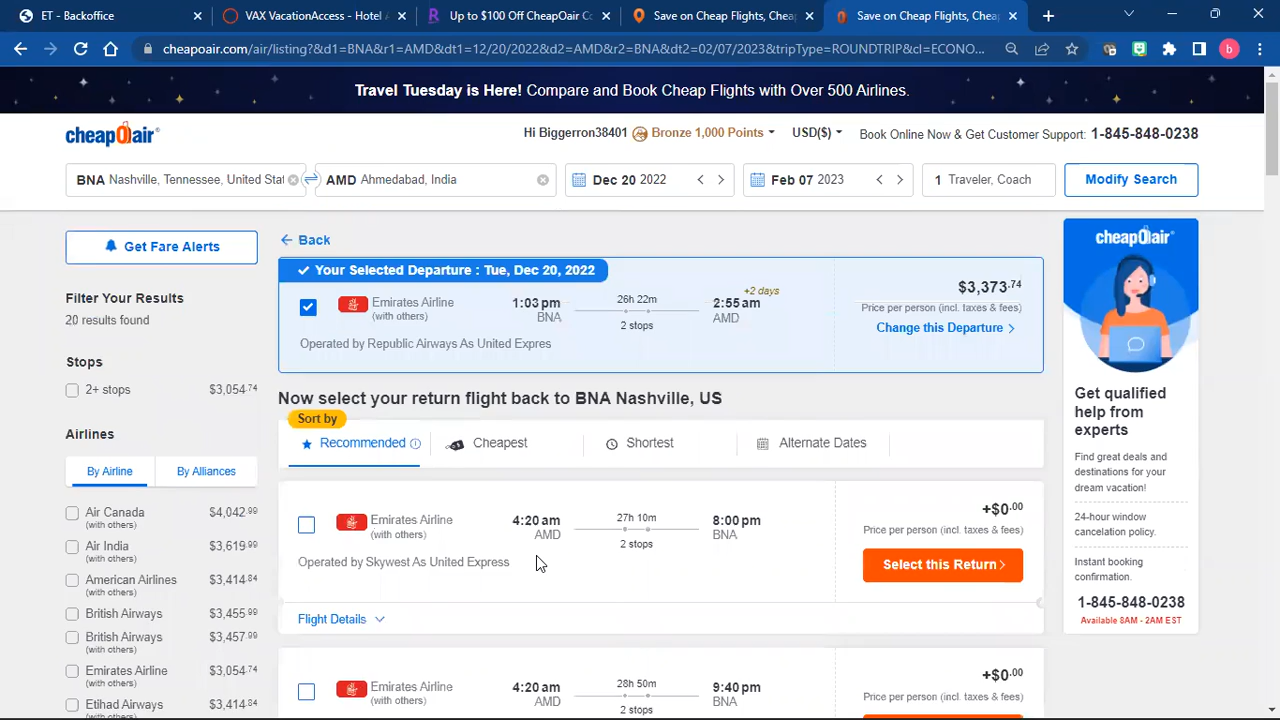 ET - Backoffice
VAX VacationAccess - Hotel A
Up to $100 Off CheapOair Co
Save on Cheap Flights, Chea
Save on Cheap Flights, Chea
cheapoair.com/air/listing?&d1=BNA&r1=AMD&dt1=12/20/2022&d2=AMD&r2=BNA&dt2=02/07/2023&tripType=ROUNDTRIP&cl=ECONO...
b
Travel Tuesday is Here! Compare and Book Cheap Flights with Over 500 Airlines.
cheapOair®
Hi Biggerron38401 Bronze 1,000 Points USD($) Book Online Now & Get Customer Support: 1-845-848-0238
BNA Nashville, Tennessee, United Stat
AMD Ahmedabad, India
Dec 20 2022
Feb 07 2023
1 Traveler, Coach
Modify Search
Get Fare Alerts
Filter Your Results
20 results found
Stops
2+ stops $3,054.74
Airlines
By Airline By Alliances
Air Canada $4,042.99
(with others)
Air India $3,619.99
(with others)
American Airlines $3,414.84
British Airways $3,455.99
British Airways $3,457.99
(with others)
Emirates Airline $3,054.74
(with others)
Etihad Airways $3,414.84
(with others)
Back
Your Selected Departure : Tue, Dec 20, 2022
Emirates Airline
(with others)
1:03 pm
BNA
26h 22m
2 stops
+2 days
2:55 am
AMD
Operated by Republic Airways As United Expres
$3,373.74
Price per person (incl. taxes & fees)
Change this Departure
Now select your return flight back to BNA Nashville, US
Sort by
Recommended
Cheapest
Shortest
Alternate Dates
Emirates Airline
(with others)
4:20 am
AMD
27h 10m
2 stops
8:00 pm
BNA
Operated by Skywest As United Express
+$0.00
Price per person (incl. taxes & fees)
Select this Return
Flight Details
Emirates Airline
(with others)
4:20 am
AMD
28h 50m
2 stops
9:40 pm
BNA
+$0.00
Price per person (incl. taxes & fees)
cheapOair®
Get qualified
help from
experts
Find great deals and
destinations for your
dream vacation!
24-hour window
cancelation policy.
Instant booking
confirmation.
1-845-848-0238
Available 8AM - 2AM EST